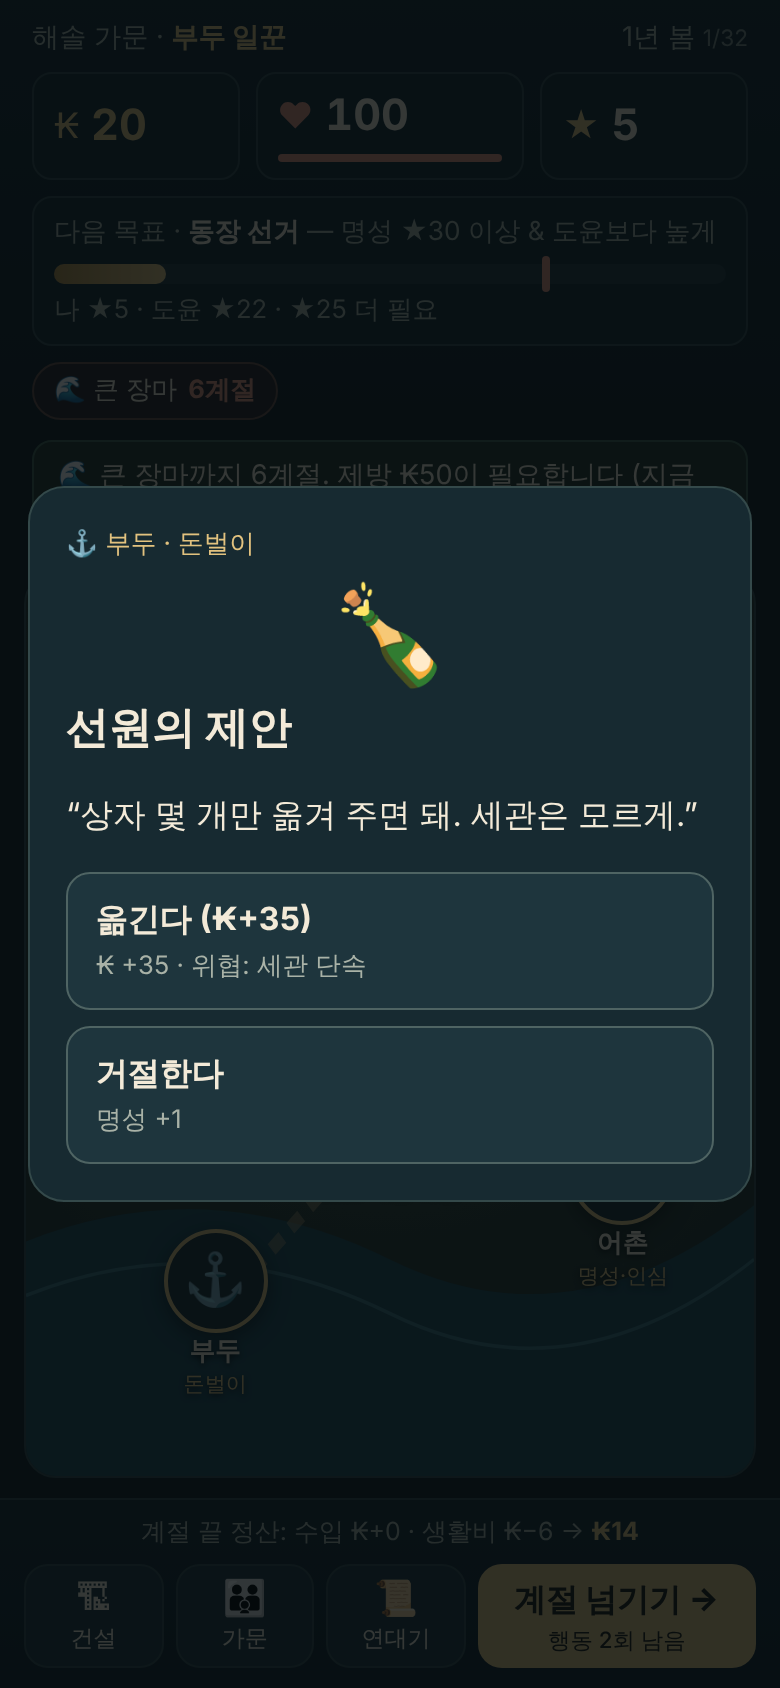 해솔 가문 · 부두 일꾼
1년 봄 1/32
₭ 20
100
★ 5
다음 목표 · 동장 선거 — 명성 ★30 이상 & 도윤보다 높게
나 ★5 · 도윤 ★22 · ★25 더 필요
큰 장마 6계절
큰 장마까지 6계절. 제방 ₭50이 필요합니다 (지금
부두 · 돈벌이
선원의 제안
“상자 몇 개만 옮겨 주면 돼. 세관은 모르게.”
옮긴다 (₭+35)
₭ +35 · 위협: 세관 단속
거절한다
명성 +1
어촌
명성·인심
부두
돈벌이
계절 끝 정산: 수입 ₭+0 · 생활비 ₭−6 → ₭14
건설
가문
연대기
계절 넘기기 →
행동 2회 남음